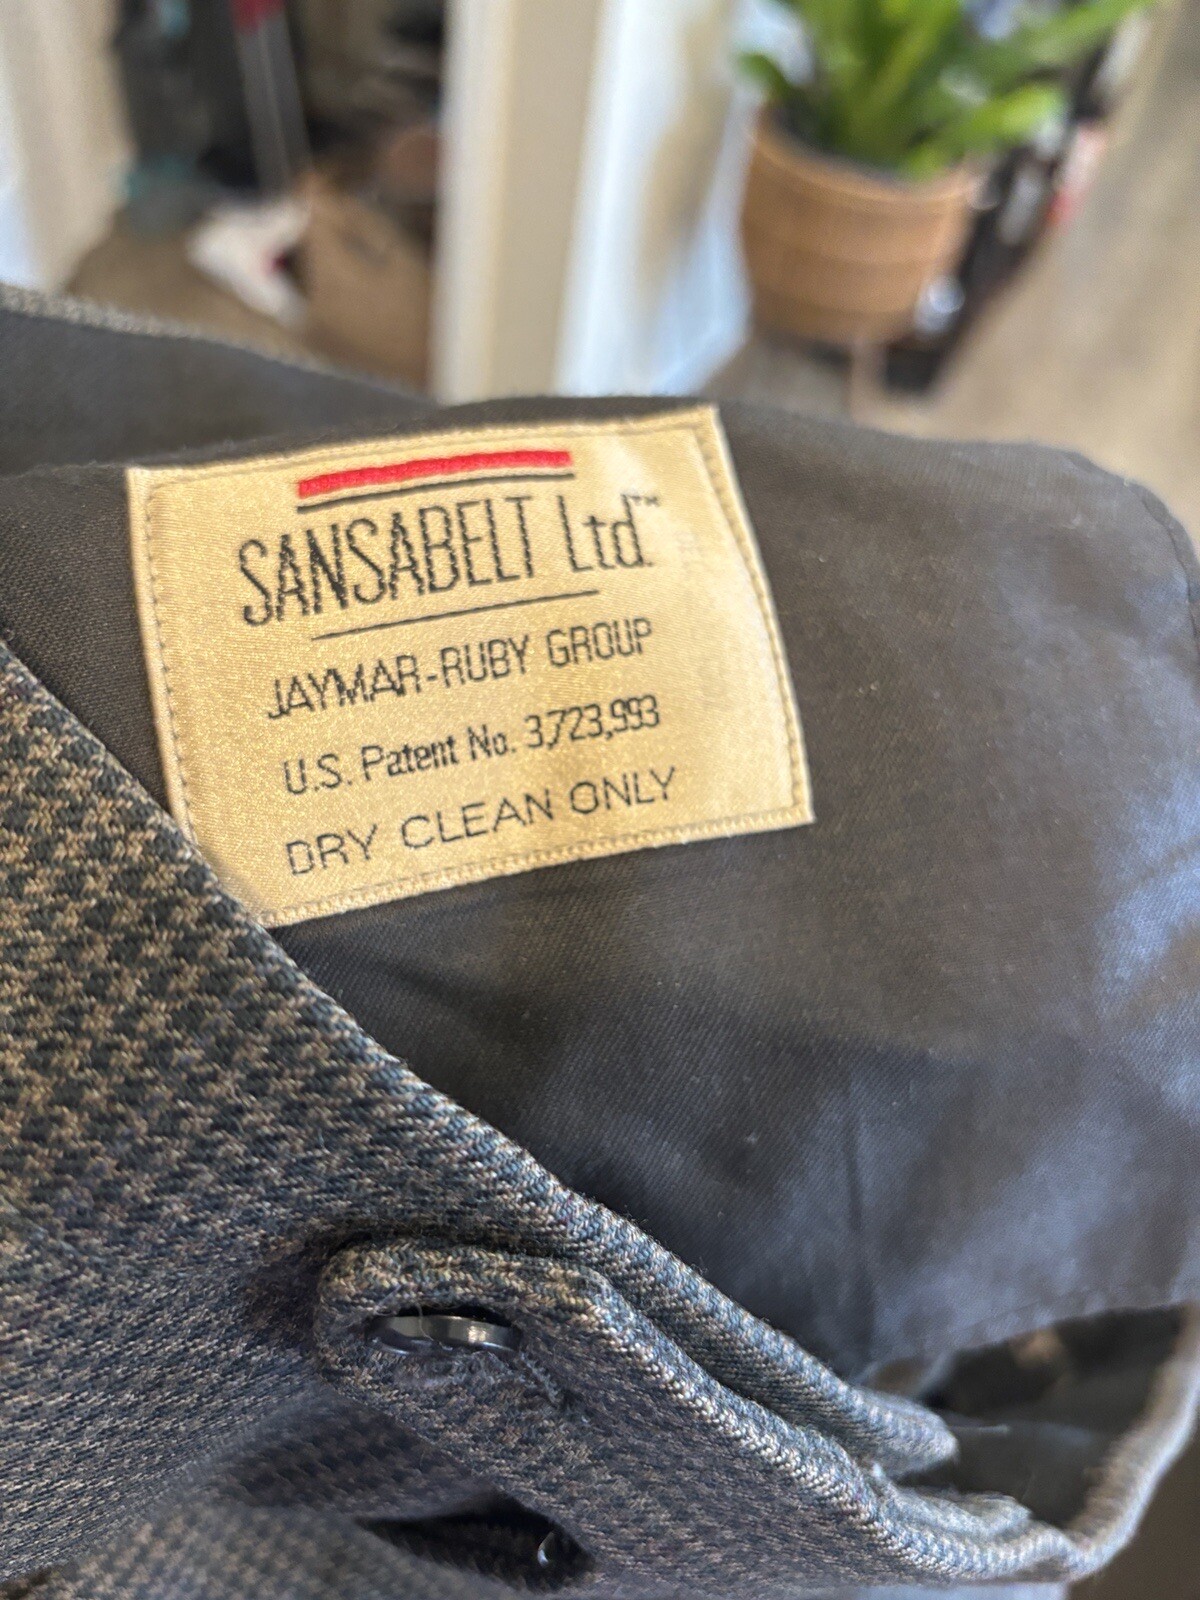 SANSABELT Ltd.™
JAYMAR-RUBY GROUP
U.S. Patent No. 3,723,993
DRY CLEAN ONLY